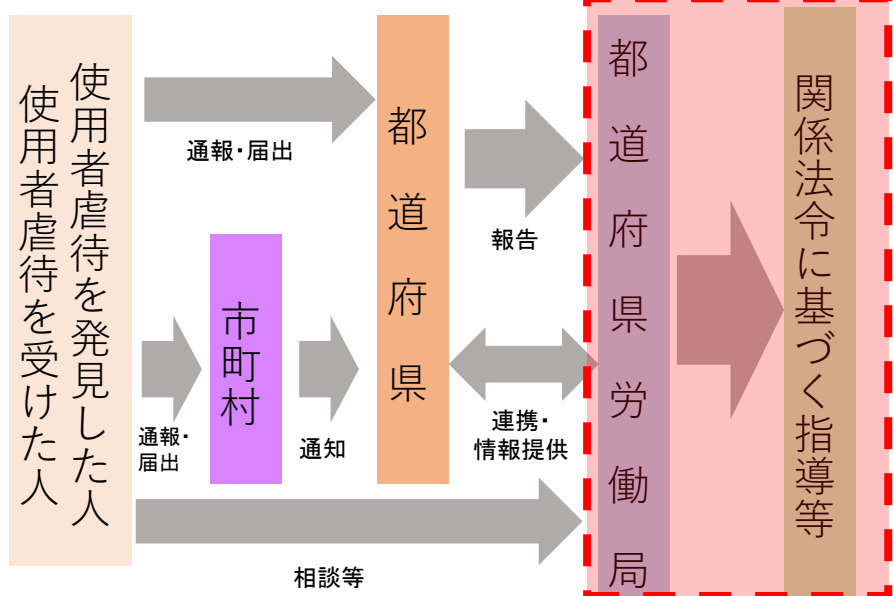 使用者虐待を発見した人
使用者虐待を受けた人
通報・届出
都道府県
報告
都道府県労働局
関係法令に基づく指導等
市町村
通報・
届出
通知
連携・
情報提供
相談等